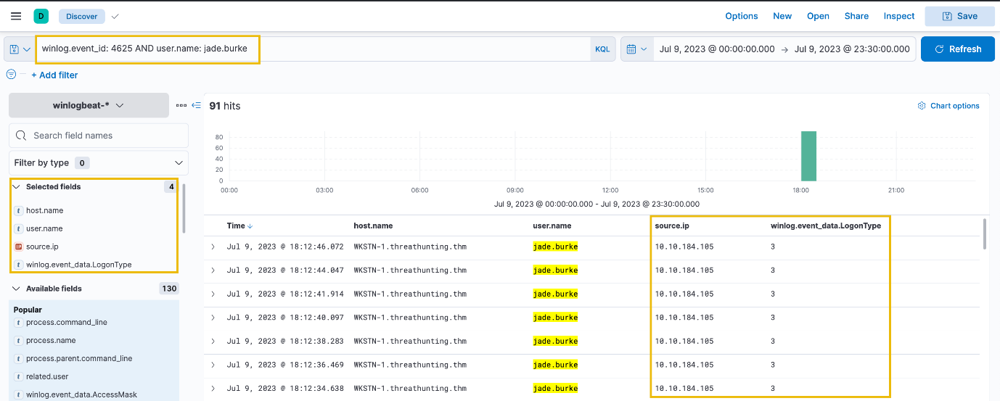 D Discover Options New Open Share Inspect Save
winlog.event_id: 4625 AND user.name: jade.burke KQL Jul 9, 2023 @ 00:00:00.000 → Jul 9, 2023 @ 23:30:00.000 Refresh
+ Add filter
winlogbeat-*
91 hits Chart options
Search field names
Filter by type 0
80
60
40
20
0
00:00 03:00 06:00 09:00 12:00 15:00 18:00 21:00
Jul 9, 2023 @ 00:00:00.000 - Jul 9, 2023 @ 23:30:00.000
Selected fields 4
t host.name
t user.name
IP source.ip
t winlog.event_data.LogonType
Available fields 130
Popular
t process.command_line
t process.name
t process.parent.command_line
t related.user
t winlog.event_data.AccessMask
Time host.name user.name source.ip winlog.event_data.LogonType
Jul 9, 2023 @ 18:12:46.072 WKSTN-1.threathunting.thm jade.burke 10.10.184.105 3
Jul 9, 2023 @ 18:12:44.047 WKSTN-1.threathunting.thm jade.burke 10.10.184.105 3
Jul 9, 2023 @ 18:12:41.914 WKSTN-1.threathunting.thm jade.burke 10.10.184.105 3
Jul 9, 2023 @ 18:12:40.097 WKSTN-1.threathunting.thm jade.burke 10.10.184.105 3
Jul 9, 2023 @ 18:12:38.283 WKSTN-1.threathunting.thm jade.burke 10.10.184.105 3
Jul 9, 2023 @ 18:12:36.469 WKSTN-1.threathunting.thm jade.burke 10.10.184.105 3
Jul 9, 2023 @ 18:12:34.638 WKSTN-1.threathunting.thm jade.burke 10.10.184.105 3